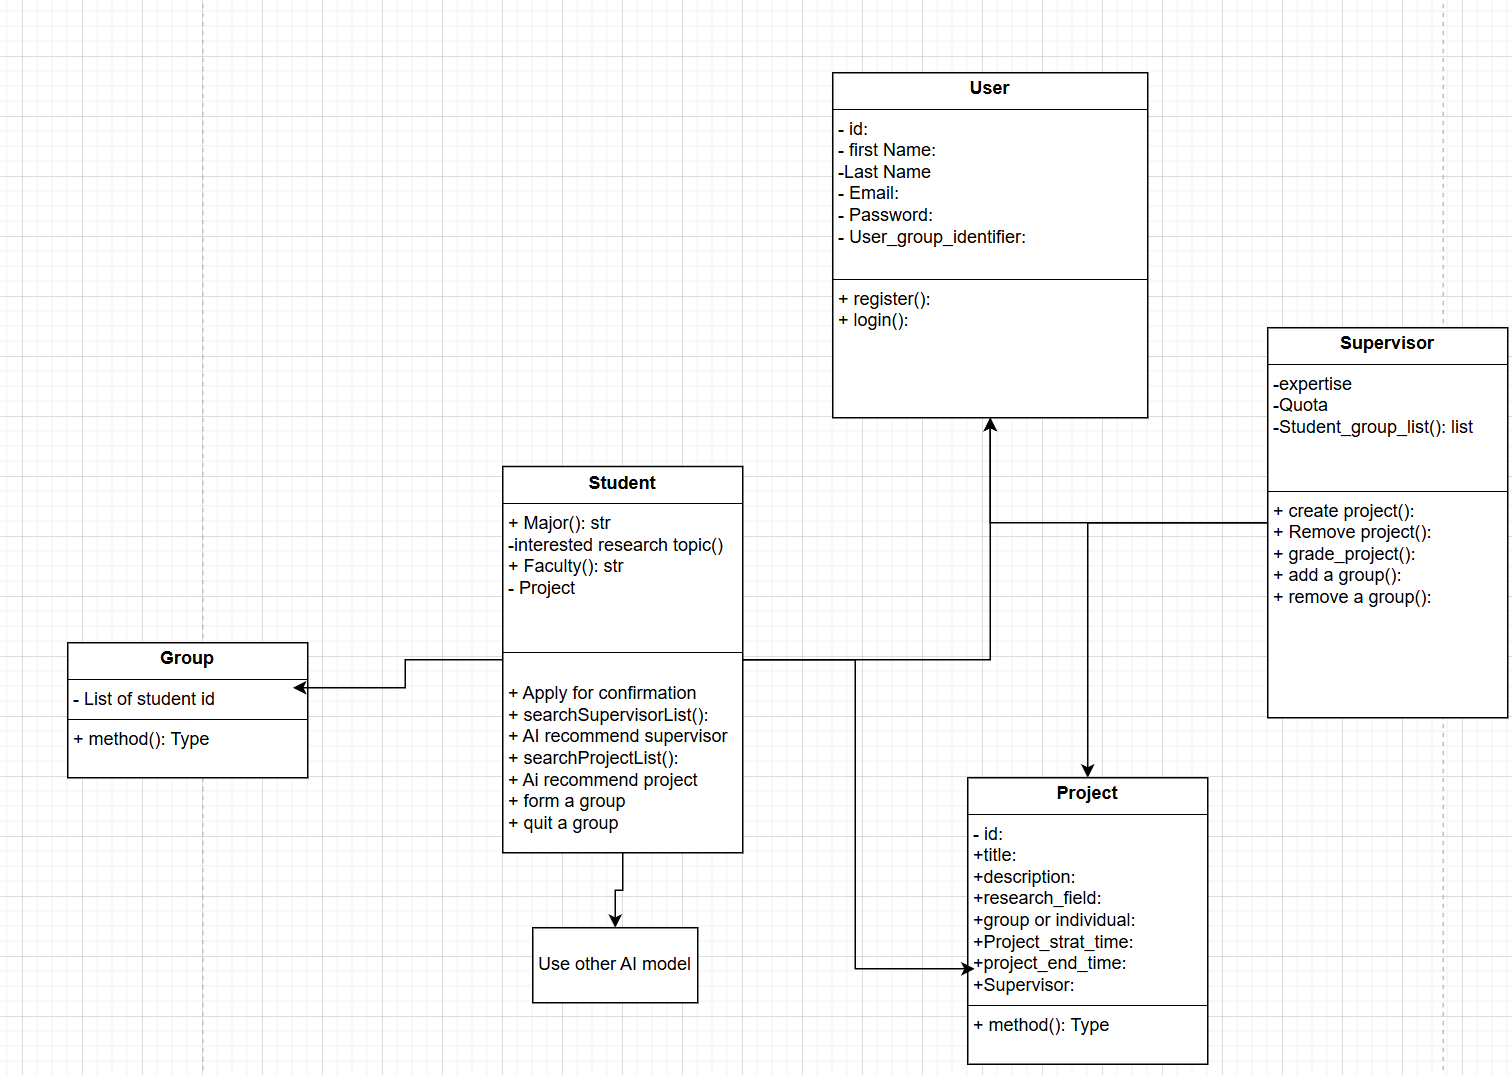 User
- id:
- first Name:
-Last Name
- Email:
- Password:
- User_group_identifier:
+ register():
+ login():
Supervisor
-expertise
-Quota
-Student_group_list(): list
+ create project():
+ Remove project():
+ grade_project():
+ add a group():
+ remove a group():
Student
+ Major(): str
-interested research topic()
+ Faculty(): str
- Project
+ Apply for confirmation
+ searchSupervisorList():
+ AI recommend supervisor
+ searchProjectList():
+ Ai recommend project
+ form a group
+ quit a group
Group
- List of student id
+ method(): Type
Use other AI model
Project
- id:
+title:
+description:
+research_field:
+group or individual:
+Project_strat_time:
+project_end_time:
+Supervisor:
+ method(): Type